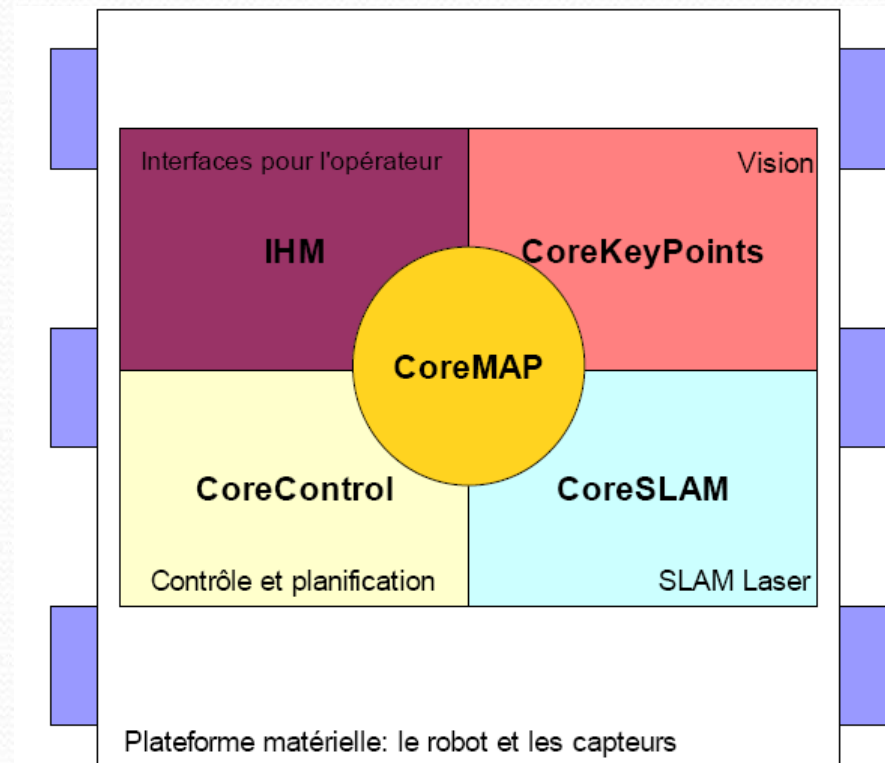 Interfaces pour l'opérateur
Vision
IHM
CoreKeyPoints
CoreMAP
CoreControl
CoreSLAM
Contrôle et planification
SLAM Laser
Plateforme matérielle: le robot et les capteurs